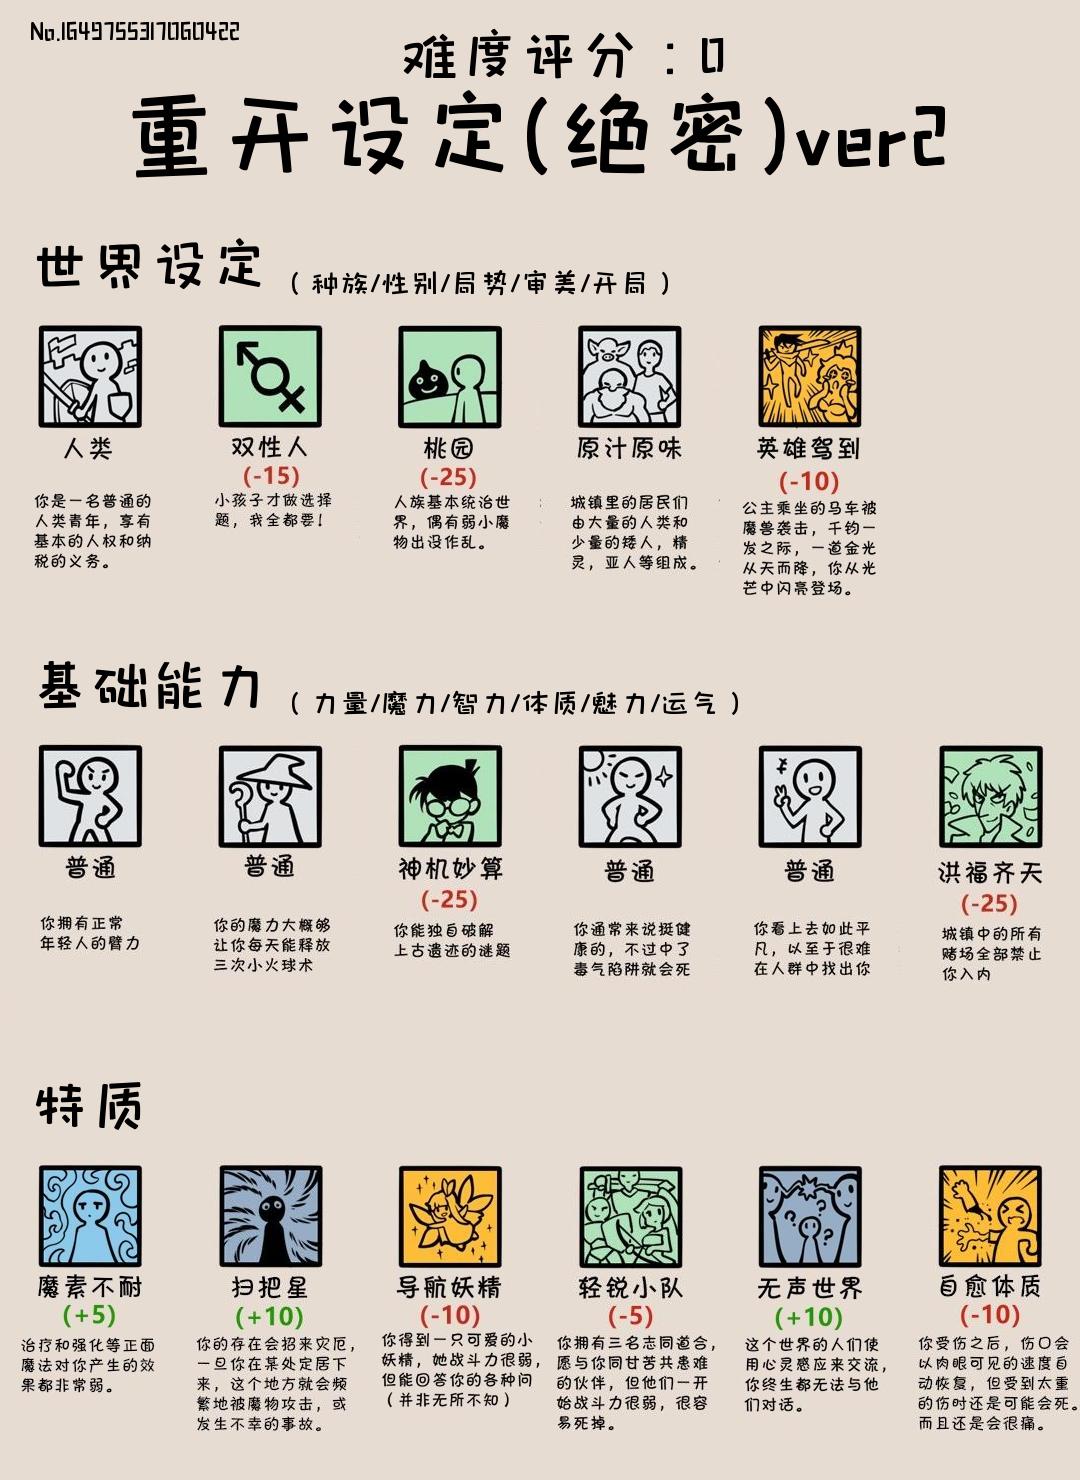 No.1649755317060422
难度评分：0
重开设定(绝密)ver2
世界设定 （种族/性别/局势/审美/开局）
人类
你是一名普通的
人类青年，享有
基本的人权和纳
税的义务。
双性人
(-15)
小孩子才做选择
题，我全都要！
桃园
(-25)
人族基本统治世
界，偶有弱小魔
物出没作乱。
原汁原味
城镇里的居民们
由大量的人类和
少量的矮人，精
灵，亚人等组成。
英雄驾到
(-10)
公主乘坐的马车被
魔兽袭击，千钧一
发之际，一道金光
从天而降，你从光
芒中闪亮登场。
基础能力 （力量/魔力/智力/体质/魅力/运气）
普通
你拥有正常
年轻人的臂力
普通
你的魔力大概够
让你每天能释放
三次小火球术
神机妙算
(-25)
你能独自破解
上古遗迹的谜题
普通
你通常来说挺健
康的，不过中了
毒气陷阱就会死
普通
你看上去如此平
凡，以至于很难
在人群中找出你
洪福齐天
(-25)
城镇中的所有
赌场全部禁止
你入内
特质
魔素不耐
(+5)
治疗和强化等正面
魔法对你产生的效
果都非常弱。
扫把星
(+10)
你的存在会招来灾厄，
一旦你在某处定居下
来，这个地方就会频
繁地被魔物攻击，或
发生不幸的事故。
导航妖精
(-10)
你得到一只可爱的小
妖精，她战斗力很弱，
但能回答你的各种问
（并非无所不知）
轻锐小队
(-5)
你拥有三名志同道合，
愿与你同甘苦共患难
的伙伴，但他们一开
始战斗力很弱，很容
易死掉。
无声世界
(+10)
这个世界的人们使
用心灵感应来交流，
你终生都无法与他
们对话。
自愈体质
(-10)
你受伤之后，伤口会
以肉眼可见的速度自
动恢复，但受到太重
的伤时还是可能会死。
而且还是会很痛。